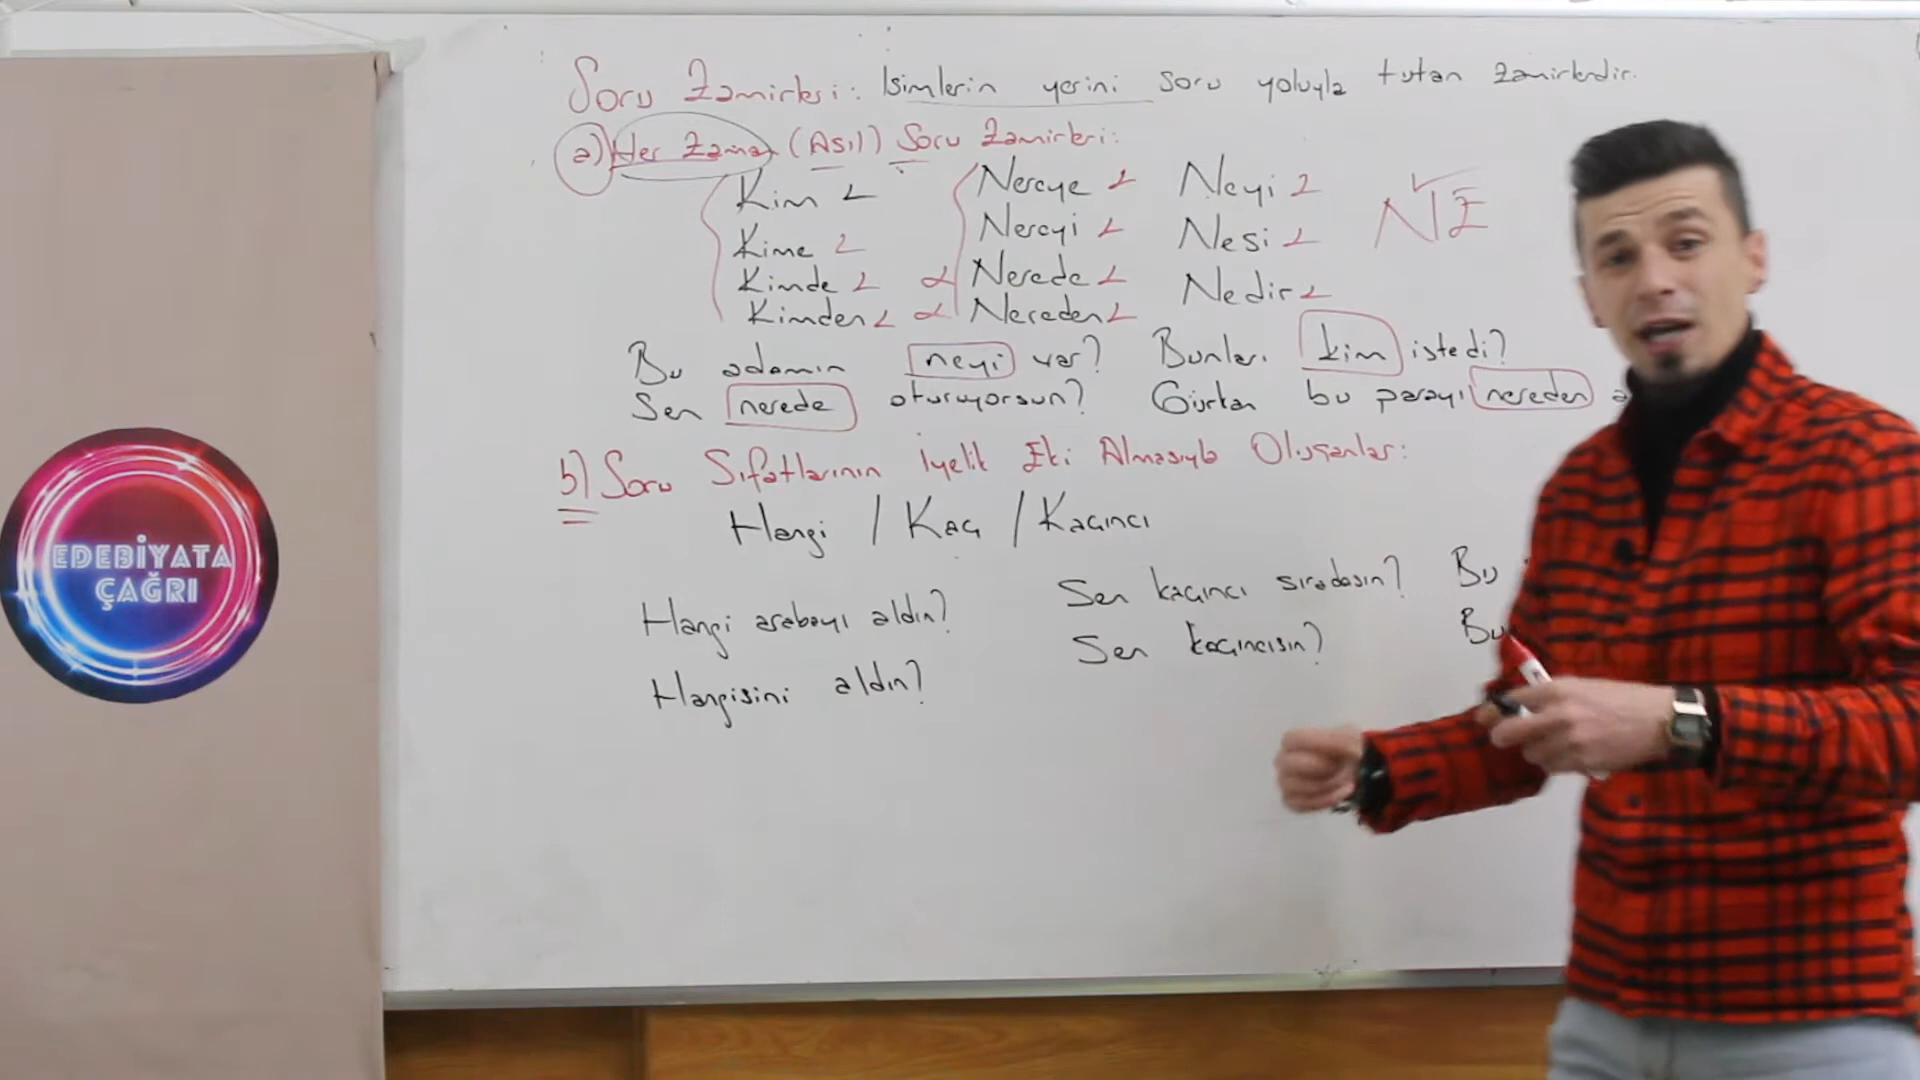 Soru Zamirleri: İsimlerin yerini soru yoluyla tutan zamirlerdir.
a) Her Zaman (Asıl) Soru Zamirleri:
Kim Nereye Neyi NE
Kime Nereyi Nesi
Kimde Nerede Nedir
Kimden Nereden
Bu adamın neyi var? Bunları kim istedi?
Sen nerede oturuyorsun? Gürkan bu parayı nereden a
b) Soru Sıfatlarının İyelik Eki Almasıyla Oluşanlar:
Hangi / Kaç / Kaçıncı
Hangi arabayı aldın? Sen kaçıncı sıradasın? Bu
Hangisini aldın? Sen kaçıncısın? Bu
EDEBİYATA
ÇAĞRI